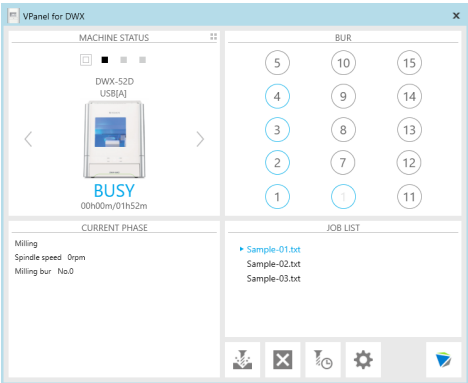 VPanel for DWX
MACHINE STATUS
DWX-52D
USB[A]
BUSY
00h00m/01h52m
BUR
5 10 15
4 9 14
3 8 13
2 7 12
1 1 11
CURRENT PHASE
Milling
Spindle speed 0rpm
Milling bur No.0
JOB LIST
Sample-01.txt
Sample-02.txt
Sample-03.txt